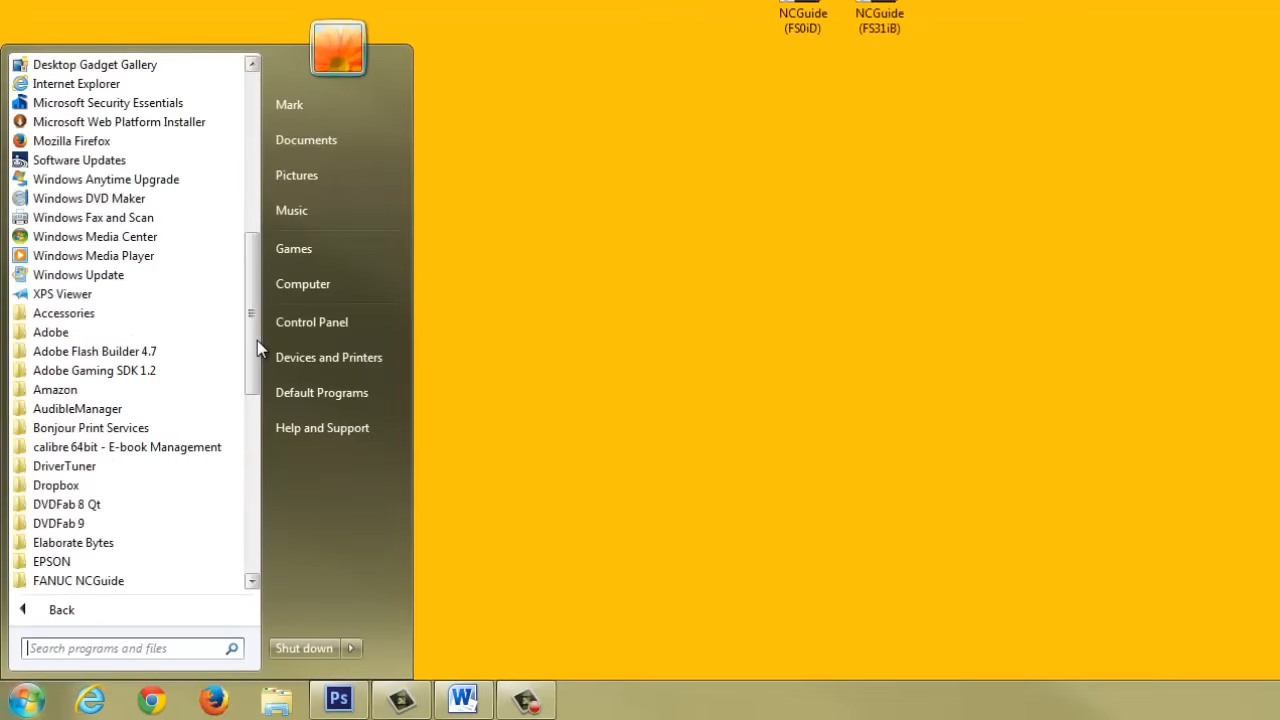 NCGuide
(FS0iD)
NCGuide
(FS31iB)
Desktop Gadget Gallery
Internet Explorer
Microsoft Security Essentials
Microsoft Web Platform Installer
Mozilla Firefox
Software Updates
Windows Anytime Upgrade
Windows DVD Maker
Windows Fax and Scan
Windows Media Center
Windows Media Player
Windows Update
XPS Viewer
Accessories
Adobe
Adobe Flash Builder 4.7
Adobe Gaming SDK 1.2
Amazon
AudibleManager
Bonjour Print Services
calibre 64bit - E-book Management
DriverTuner
Dropbox
DVDFab 8 Qt
DVDFab 9
Elaborate Bytes
EPSON
FANUC NCGuide
Back
Search programs and files
Mark
Documents
Pictures
Music
Games
Computer
Control Panel
Devices and Printers
Default Programs
Help and Support
Shut down
Ps
W